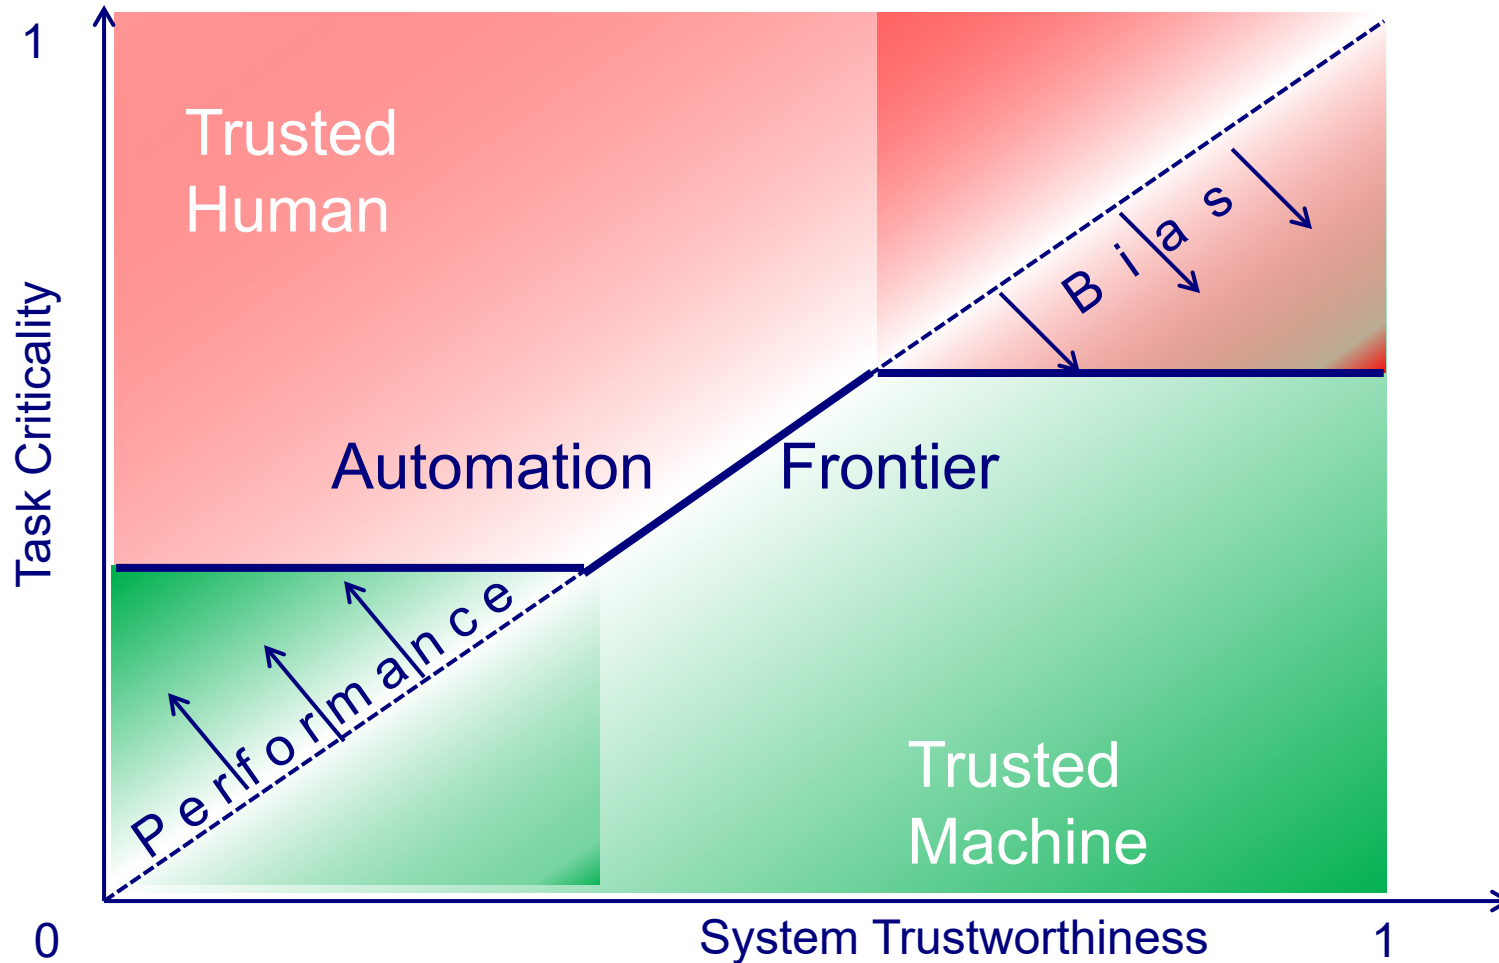 1
Trusted
Human
Bias
Task Criticality
Automation Frontier
Performance
Trusted
Machine
0
System Trustworthiness
1